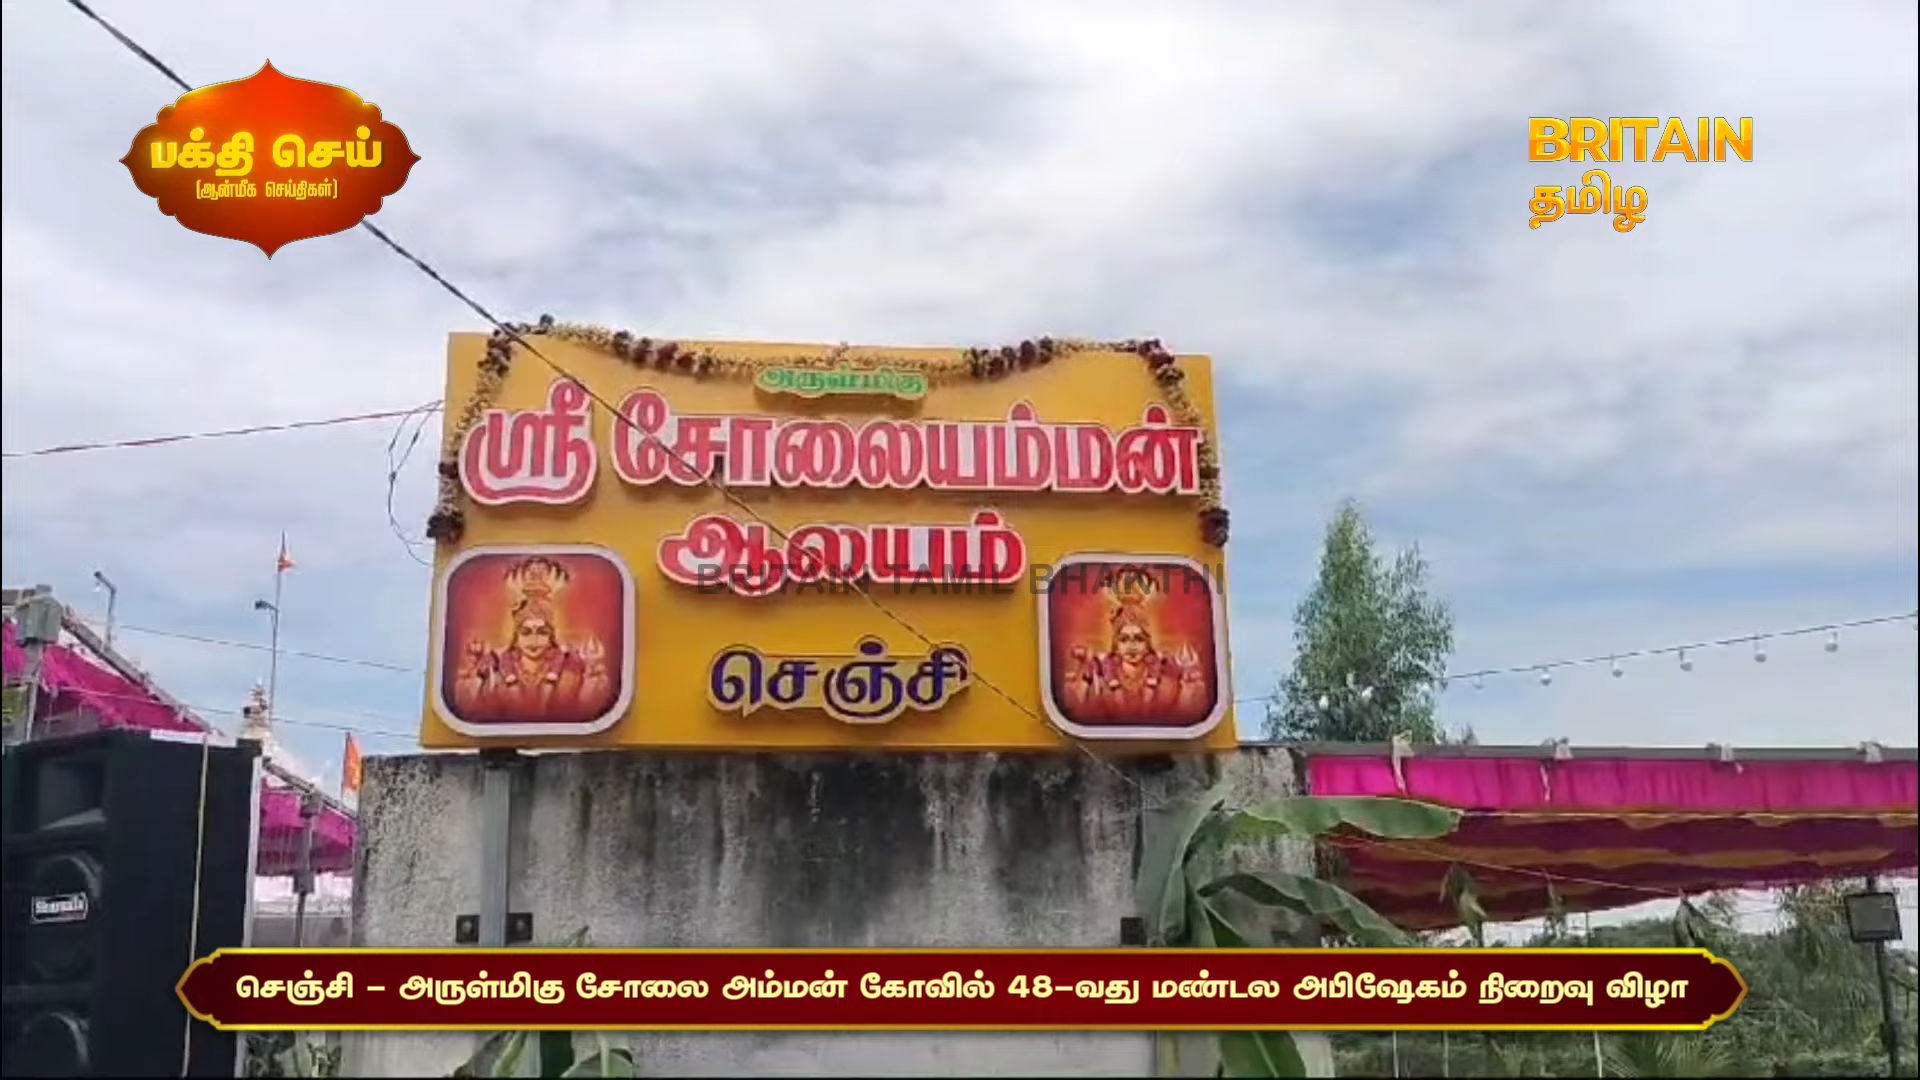 பக்தி செய்
(ஆன்மீக செய்திகள்)
BRITAIN
தமிழ்
அருள்மிகு
ஸ்ரீ சோலையம்மன்
ஆலயம்
BRITAIN TAMIL BHAKTHI
செஞ்சி
செஞ்சி - அருள்மிகு சோலை அம்மன் கோவில் 48-வது மண்டல அபிஷேகம் நிறைவு விழா